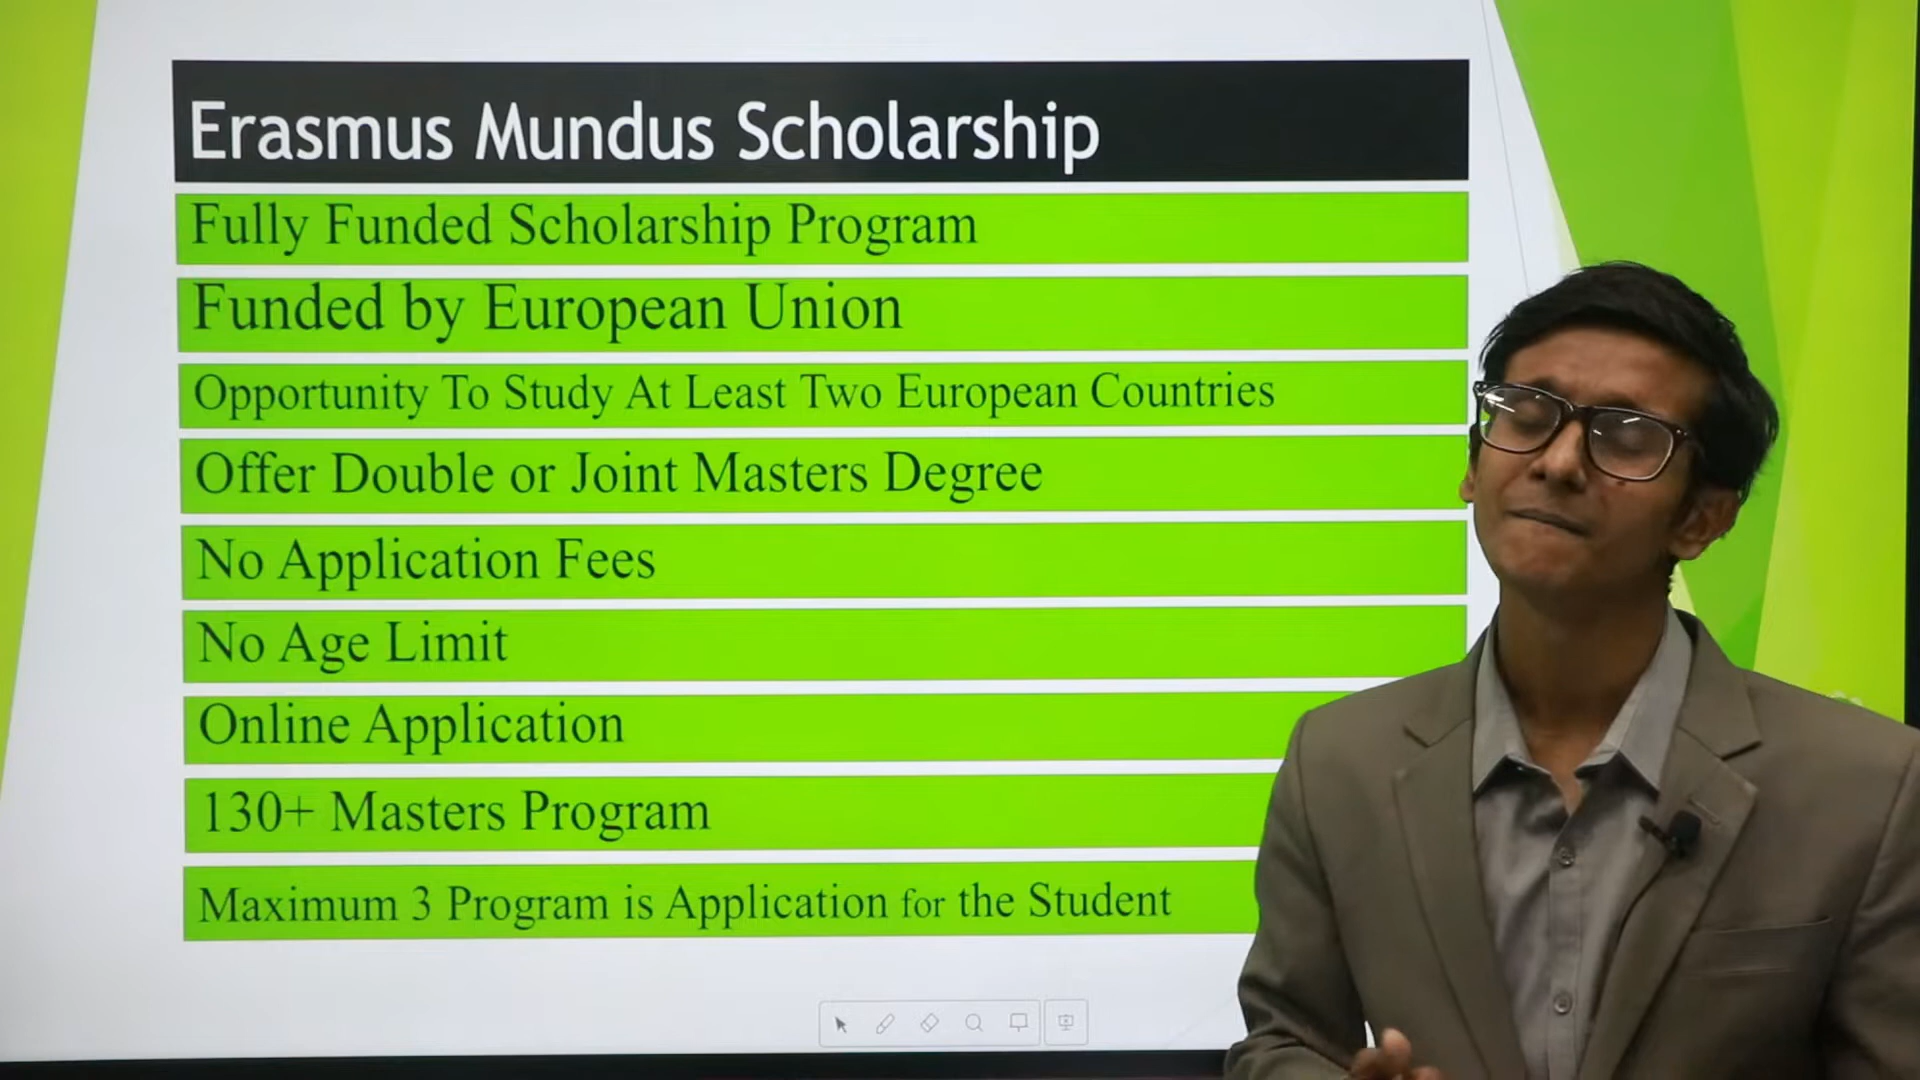 Erasmus Mundus Scholarship
Fully Funded Scholarship Program
Funded by European Union
Opportunity To Study At Least Two European Countries
Offer Double or Joint Masters Degree
No Application Fees
No Age Limit
Online Application
130+ Masters Program
Maximum 3 Program is Application for the Student